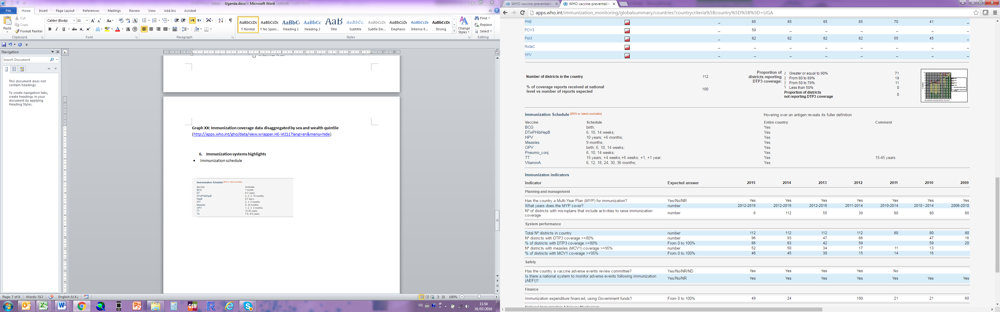 Uganda.docx - Microsoft Word
File Home Insert Page Layout References Mailings Review View Add-Ins Acrobat
Paste
Cut
Copy
Format Painter
Clipboard
Calibri (Body) 11
Font
Paragraph
AaBbCcDc AaBbCcDc AaBbC AaBbCc AaB AaBbCc. AaBbCcDc AaBbCcDc AaBbCcDc AaBbCcDc
¶ Normal ¶ No Spaci... Heading 1 Heading 2 Title Subtitle Subtle Em... Emphasis Intense E... Strong
Styles
Change Styles
Find
Replace
Select
Editing
Navigation
Search Document
This document does not
contain headings.
To create navigation tabs,
create headings in your
document by applying
Heading Styles.
Graph XX: Immunization coverage data disaggregated by sex and wealth quintile
(http://apps.who.int/gho/data/view.wrapper.HE-VIZ11?lang=en&menu=hide)
6. Immunization systems highlights
• Immunization schedule
Immunization Schedule (2015 or latest available)
Vaccine Schedule
BCG 1 month;
DT 6-7 years;
DTwPHibHepB 2, 3, 4, 18 months;
HepB 0-7 days;
IPV 2, 3, 4 months;
Measles 9, 24 months;
OPV 1, 2, 3, 4 months;
TT 15-39 years;
Td 7-8, 8-9 years;
Page: 7 of 8 Words: 512 English (U.K.) 100%
GSM
FR
11:54
01/07/2016
WHO vaccine-preventable WHO vaccine-preventable
apps.who.int/immunization_monitoring/globalsummary/countries?countrycriteria%5Bcountry%5D%5B%5D=UGA
PAB – 85 85 85 85 70 41 –
PCV3 – 50 – – – – – –
Pol3 – 82 82 82 82 55 45 –
RotaC – – – – – – – –
YFV – – – – – – – –
Number of districts in the country 112
% of coverage reports received at national
level vs number of reports expected 100
Proportion of
districts reporting
DTP3 coverage:
/ Greater or equal to 90% 71
| From 80 to 89% 19
| From 50 to 79% 11
\ Less than 50% 0
Proportion of districts
not reporting DTP3 coverage 0
Immunization Schedule (2015 or latest available) Hovering over an antigen reveals its fuller definition
Vaccine Schedule Entire country Comment
BCG birth; Yes
DTwPHibHepB 6, 10, 14 weeks; Yes
HPV 10 years; +6 months; Yes
Measles 9 months; Yes
OPV birth; 6, 10, 14 weeks; Yes
Pneumo_conj 6, 10, 14 weeks; Yes
TT 15 years; +4 weeks;+6 weeks; +1, +1 year; Yes 15-45 years
VitaminA 6, 12, 18, 24, 30, 36 months; Yes
Immunizaton indicators
Indicator Expected answer 2015 2014 2013 2012 2011 2010 2009
Planning and management
Has the country a Multi-Year Plan (MYP) for immunization? Yes/No/NR Yes Yes Yes Yes Yes Yes Yes
What years does the MYP cover? number 2012-2016 2012-2016 2012-2016 2011-2014 2010-2014 2010 - 2014 2006-2010
Nº of districts with microplans that include activities to raise immunization
coverage number 6 112 55 39 80 80 80
System performance
Total Nº districts in country number 112 112 112 112 80 80 80
Nº districts with DTP3 coverage >=80% number 96 93 47 66 47 16
% of districts with DTP3 coverage >=80% From 0 to 100% 86 83 42 59 59 20
Nº districts with measles (MCV1) coverage >=95% number 52 50 34 17 11 13
% of districts with MCV1 coverage >=95% From 0 to 100% 46 45 30 15 14 16
Safety
Has the country a vaccine adverse events review committee? Yes/No/NR/ND Yes Yes Yes Yes No
Is there a national system to monitor adverse events following immunization
(AEFI)? Yes/No/NR Yes Yes Yes Yes Yes Yes Yes
Finance
Immunization expenditure financed, using Government funds? From 0 to 100% 49 24 100 21 21 60